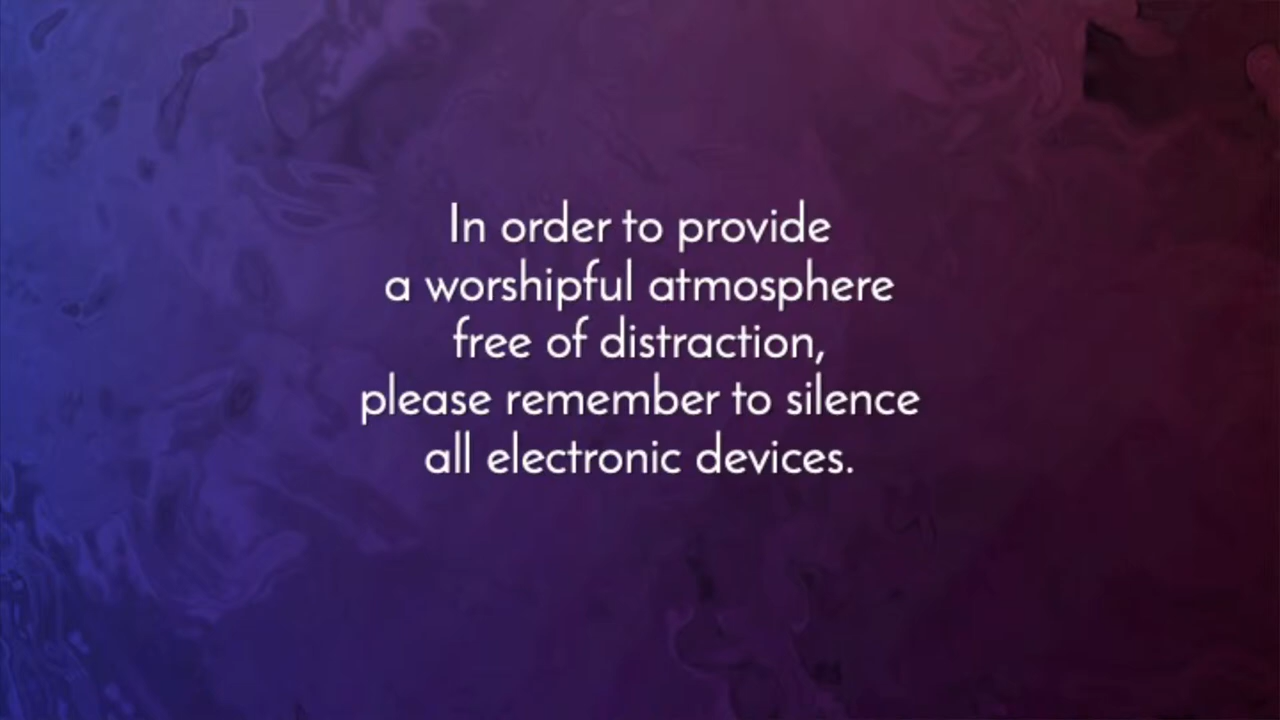 In order to provide
a worshipful atmosphere
free of distraction,
please remember to silence
all electronic devices.